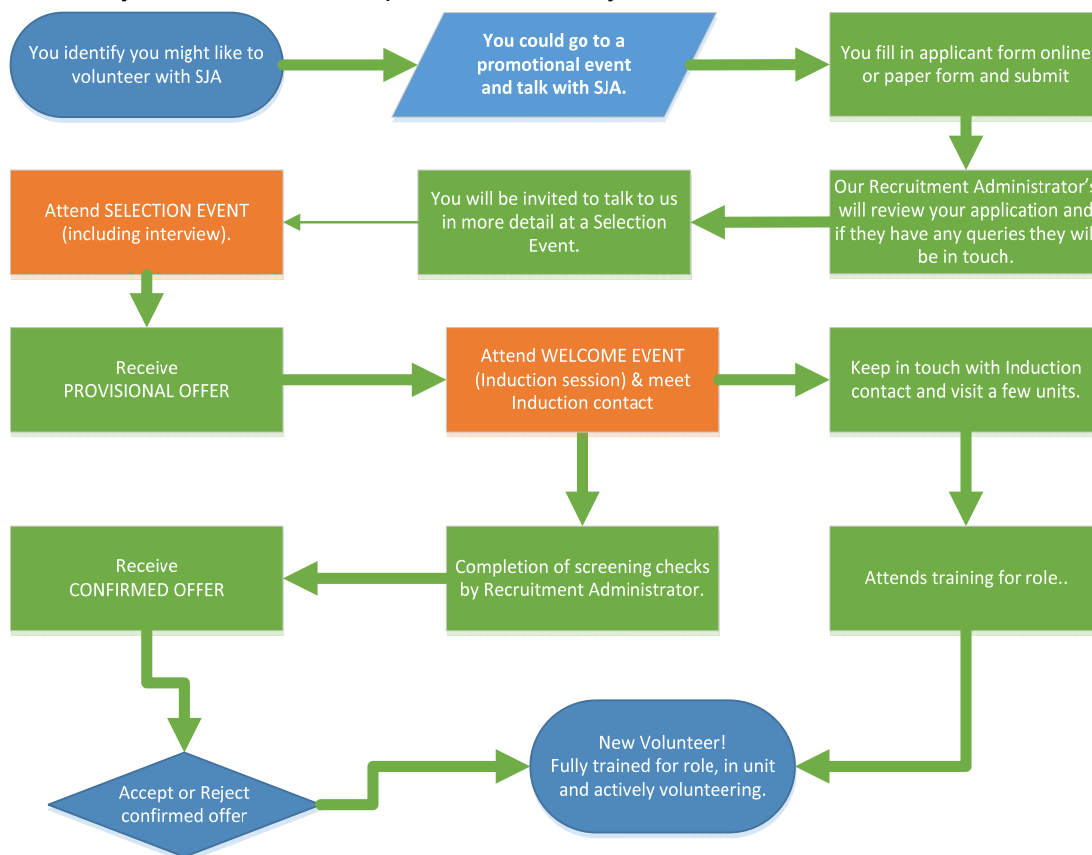 You identify you might like to
volunteer with SJA
You could go to a
promotional event
and talk with SJA.
You fill in applicant form online
or paper form and submit
Attend SELECTION EVENT
(including interview).
You will be invited to talk to us
in more detail at a Selection
Event.
Our Recruitment Administrator's
will review your application and
if they have any queries they will
be in touch.
Receive
PROVISIONAL OFFER
Attend WELCOME EVENT
(Induction session) & meet
Induction contact
Keep in touch with Induction
contact and visit a few units.
Receive
CONFIRMED OFFER
Completion of screening checks
by Recruitment Administrator.
Attends training for role..
Accept or Reject
confirmed offer
New Volunteer!
Fully trained for role, in unit
and actively volunteering.